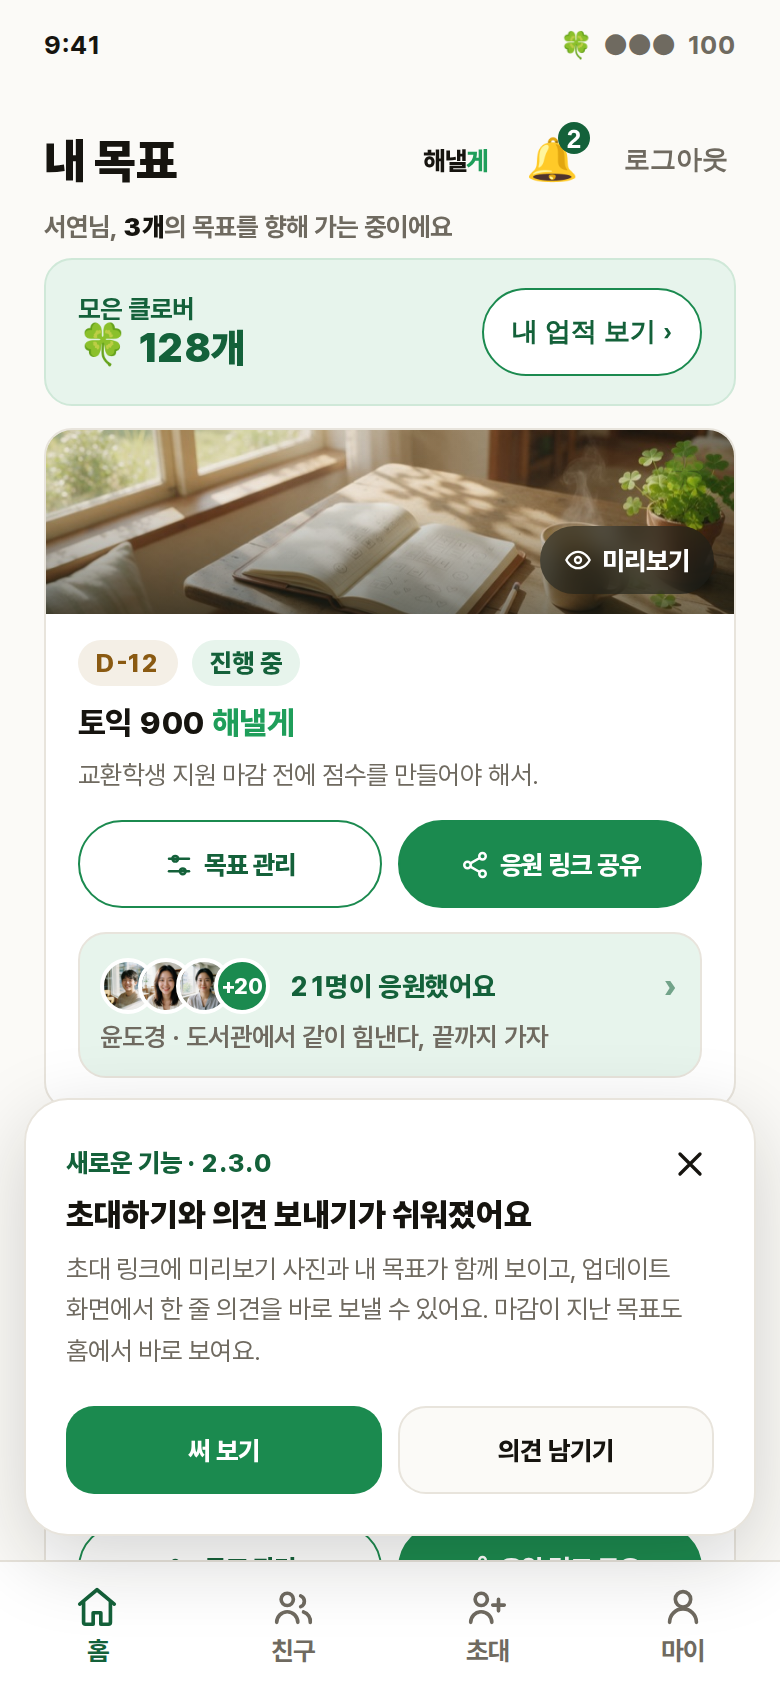 9:41
100
내 목표
해낼게
2
로그아웃
서연님, 3개의 목표를 향해 가는 중이에요
모은 클로버
128개
내 업적 보기 ›
미리보기
D-12
진행 중
토익 900 해낼게
교환학생 지원 마감 전에 점수를 만들어야 해서.
목표 관리
응원 링크 공유
+20
21명이 응원했어요
윤도경 · 도서관에서 같이 힘낸다, 끝까지 가자
새로운 기능 · 2.3.0
초대하기와 의견 보내기가 쉬워졌어요
초대 링크에 미리보기 사진과 내 목표가 함께 보이고, 업데이트
화면에서 한 줄 의견을 바로 보낼 수 있어요. 마감이 지난 목표도
홈에서 바로 보여요.
써 보기
의견 남기기
홈
친구
초대
마이